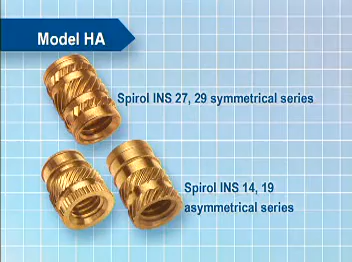 Model HA
Spirol INS 27, 29 symmetrical series
Spirol INS 14, 19
asymmetrical series